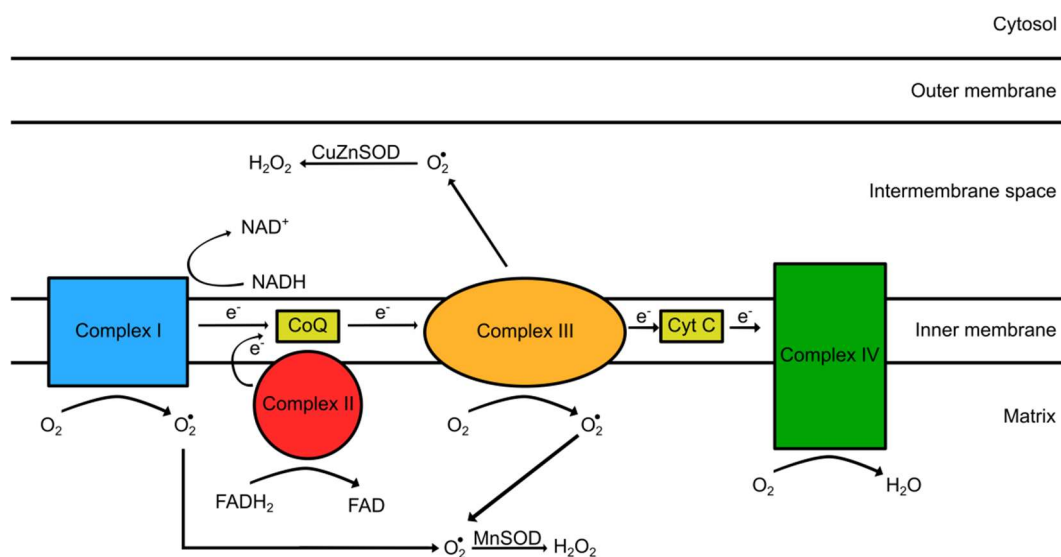 Cytosol
Outer membrane
H₂O₂ CuZnSOD O₂•
Intermembrane space
NAD⁺
NADH
Complex I
e⁻
CoQ
e⁻
Complex III
e⁻
Cyt C
e⁻
Complex IV
Inner membrane
e⁻
Complex II
O₂
O₂•
O₂
O₂•
Matrix
FADH₂
FAD
O₂
H₂O
O₂• MnSOD H₂O₂